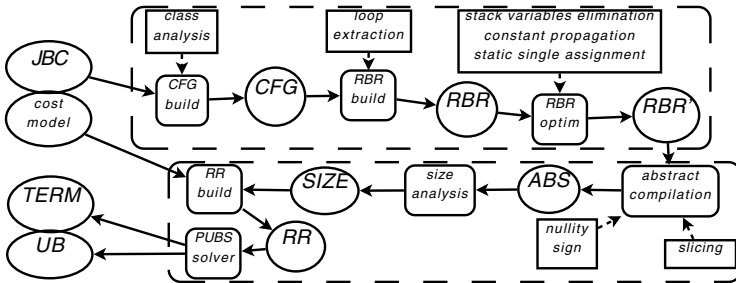 class
analysis
loop
extraction
stack variables elimination
constant propagation
static single assignment
JBC
cost
model
CFG
build
CFG
RBR
build
RBR
RBR
optim
RBR'
TERM
UB
RR
build
SIZE
size
analysis
ABS
abstract
compilation
PUBS
solver
RR
nullity
sign
slicing